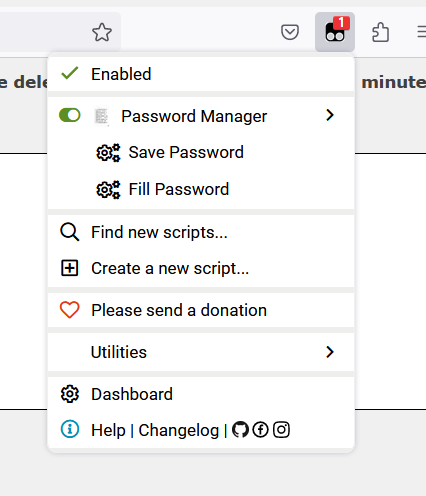 1
e dele
minute
Enabled
Password Manager
Save Password
Fill Password
Find new scripts...
Create a new script...
Please send a donation
Utilities
Dashboard
Help | Changelog |